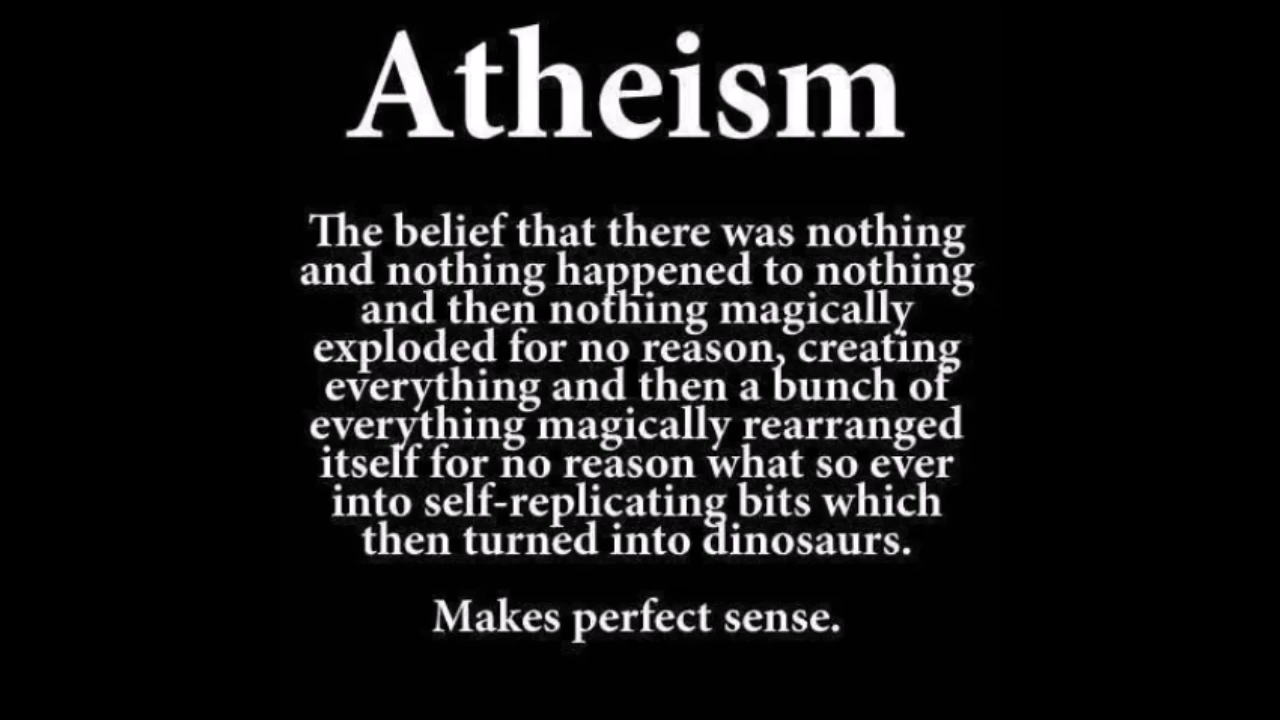 Atheism
The belief that there was nothing
and nothing happened to nothing
and then nothing magically
exploded for no reason, creating
everything and then a bunch of
everything magically rearranged
itself for no reason what so ever
into self-replicating bits which
then turned into dinosaurs.
Makes perfect sense.